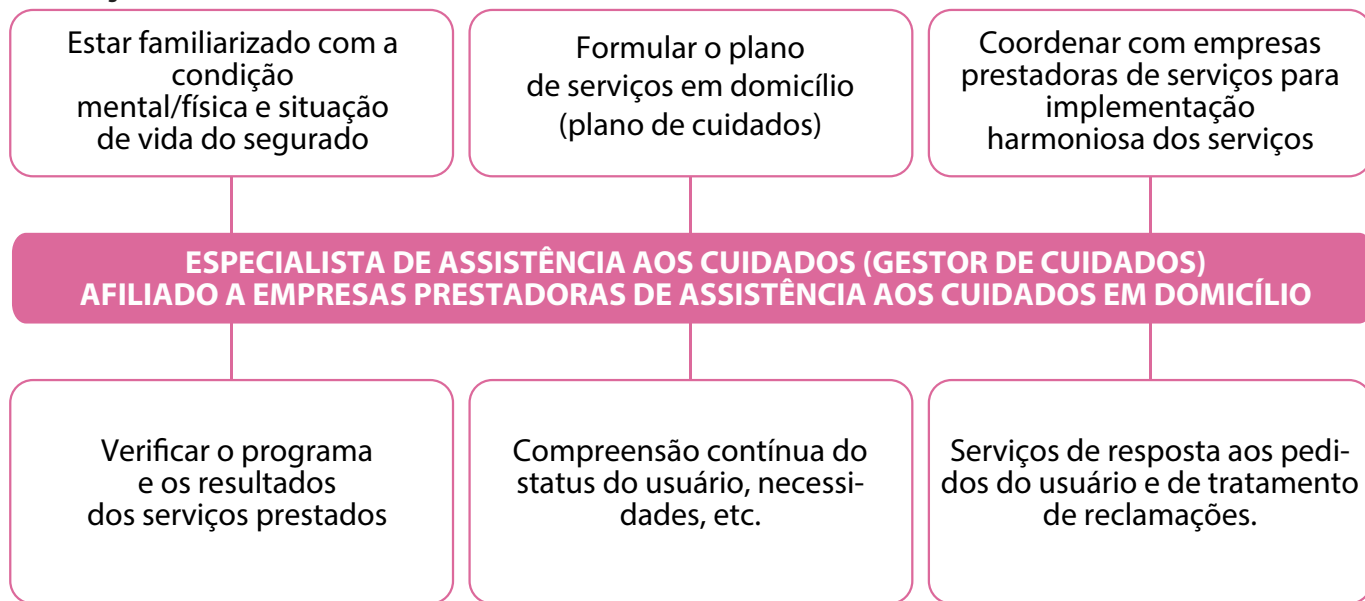 Estar familiarizado com a
condição
mental/física e situação
de vida do segurado
Formular o plano
de serviços em domicílio
(plano de cuidados)
Coordenar com empresas
prestadoras de serviços para
implementação
harmoniosa dos serviços
ESPECIALISTA DE ASSISTÊNCIA AOS CUIDADOS (GESTOR DE CUIDADOS)
AFILIADO A EMPRESAS PRESTADORAS DE ASSISTÊNCIA AOS CUIDADOS EM DOMICÍLIO
Verificar o programa
e os resultados
dos serviços prestados
Compreensão contínua do
status do usuário, necessi-
dades, etc.
Serviços de resposta aos pedi-
dos do usuário e de tratamento
de reclamações.